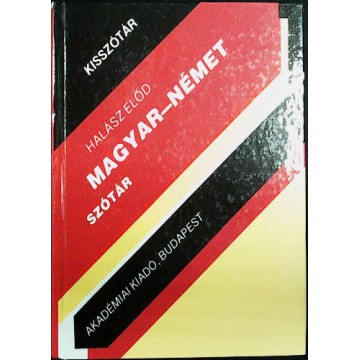 KISSZÓTÁR
HALÁSZ ELŐD
MAGYAR–NÉMET
SZÓTÁR
AKADÉMIAI KIADÓ, BUDAPEST